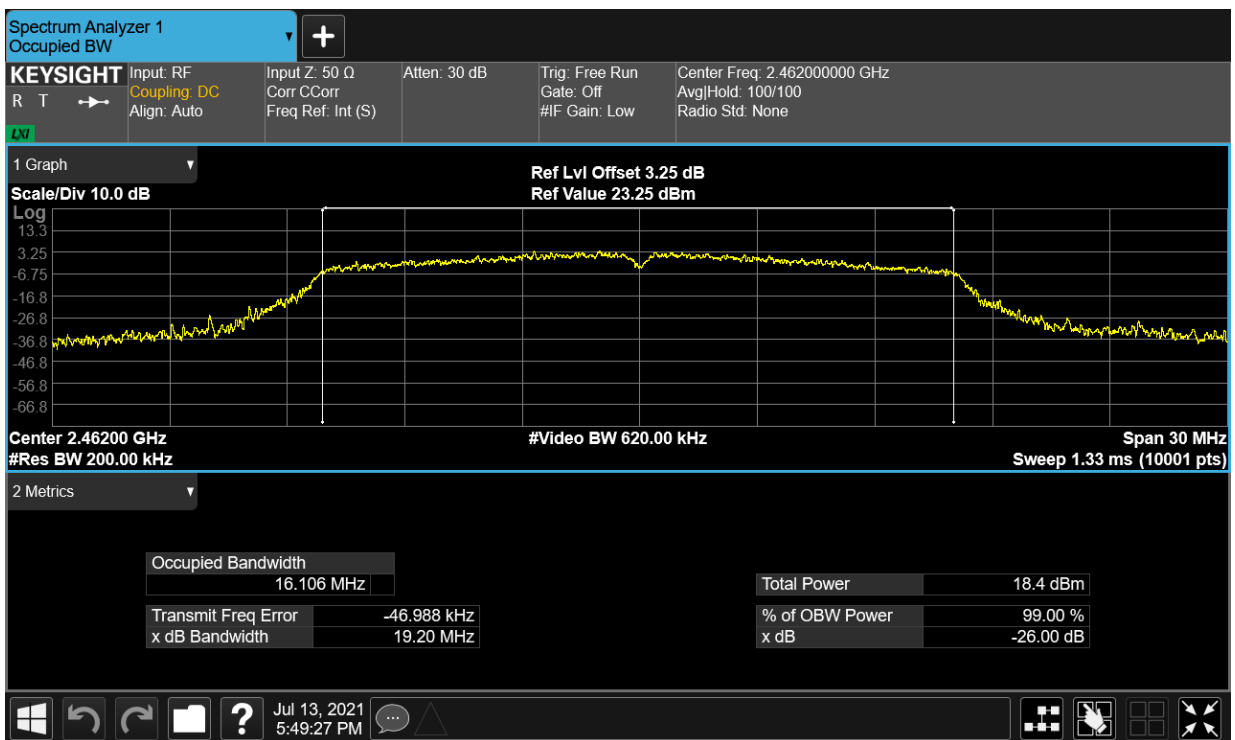 Spectrum Analyzer 1
Occupied BW
+
KEYSIGHT
R T
LXI
Input: RF
Coupling: DC
Align: Auto
Input Z: 50 Ω
Corr CCorr
Freq Ref: Int (S)
Atten: 30 dB
Trig: Free Run
Gate: Off
#IF Gain: Low
Center Freq: 2.462000000 GHz
Avg|Hold: 100/100
Radio Std: None
1 Graph
Scale/Div 10.0 dB
Ref Lvl Offset 3.25 dB
Ref Value 23.25 dBm
Log
13.3
3.25
-6.75
-16.8
-26.8
-36.8
-46.8
-56.8
-66.8
Center 2.46200 GHz
#Video BW 620.00 kHz
Span 30 MHz
#Res BW 200.00 kHz
Sweep 1.33 ms (10001 pts)
2 Metrics
Occupied Bandwidth
16.106 MHz
Total Power 18.4 dBm
Transmit Freq Error -46.988 kHz
% of OBW Power 99.00 %
x dB Bandwidth 19.20 MHz
x dB -26.00 dB
?
Jul 13, 2021
5:49:27 PM